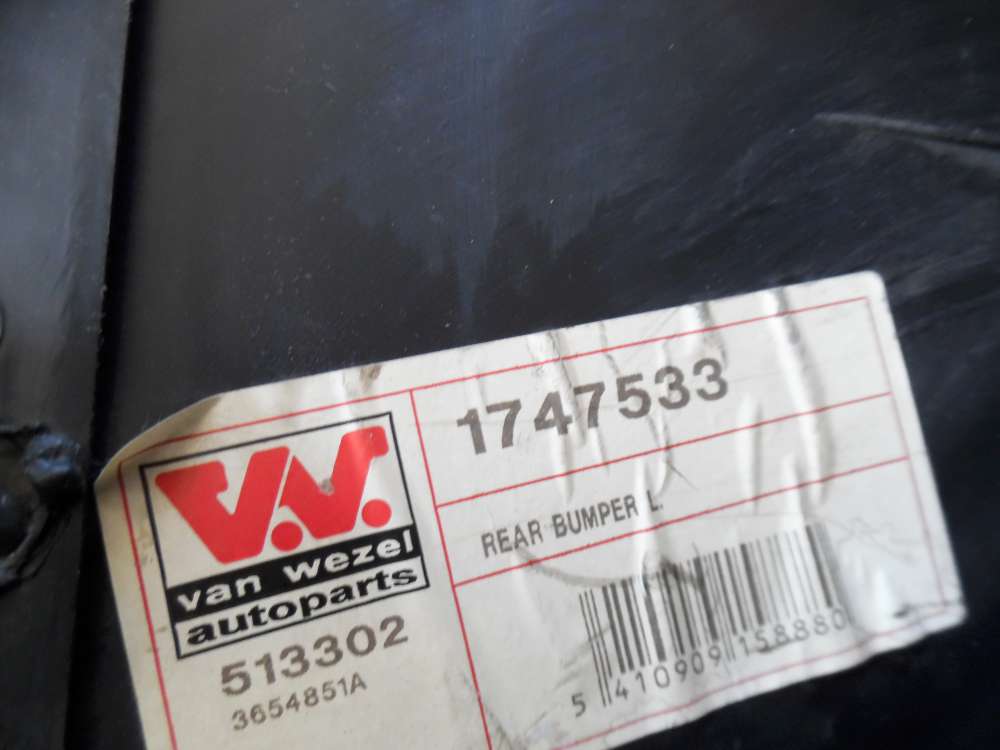 1747533
V.W.
van wezel
autoparts
REAR BUMPER L.
513302
3654851A
5 410909 158880